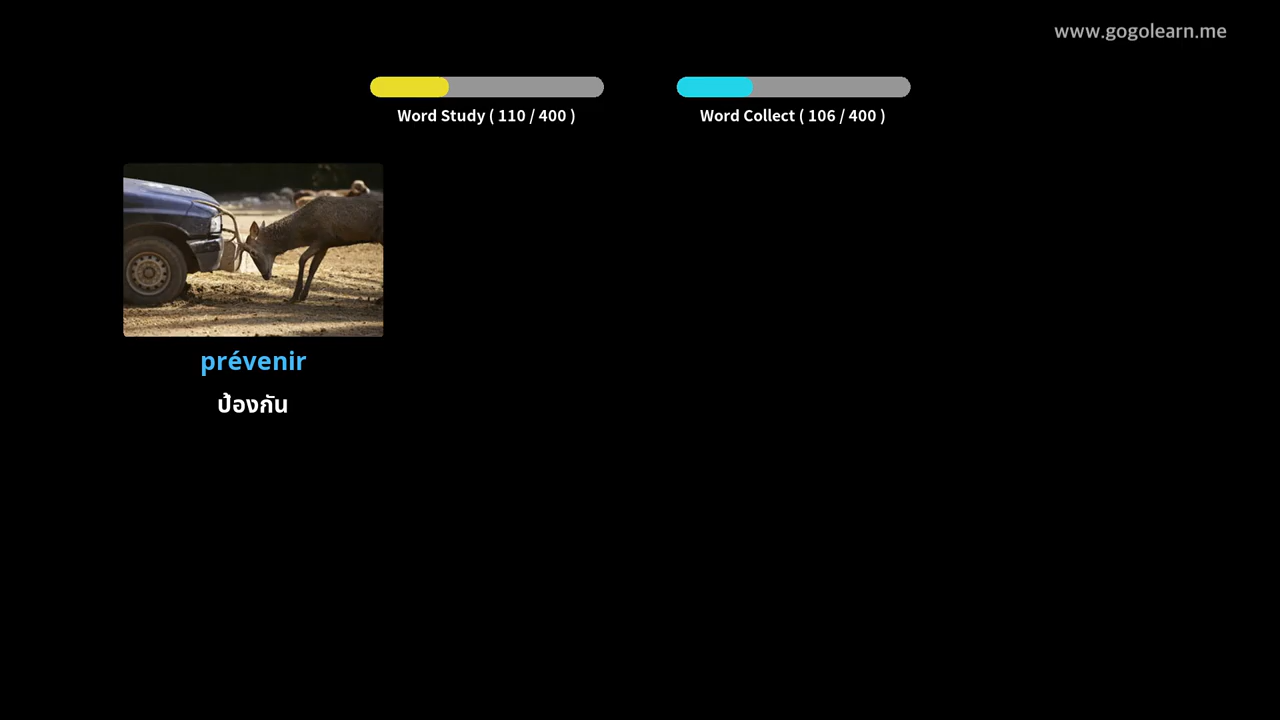 www.gogolearn.me
Word Study ( 110 / 400 )
Word Collect ( 106 / 400 )
prévenir
ป้องกัน